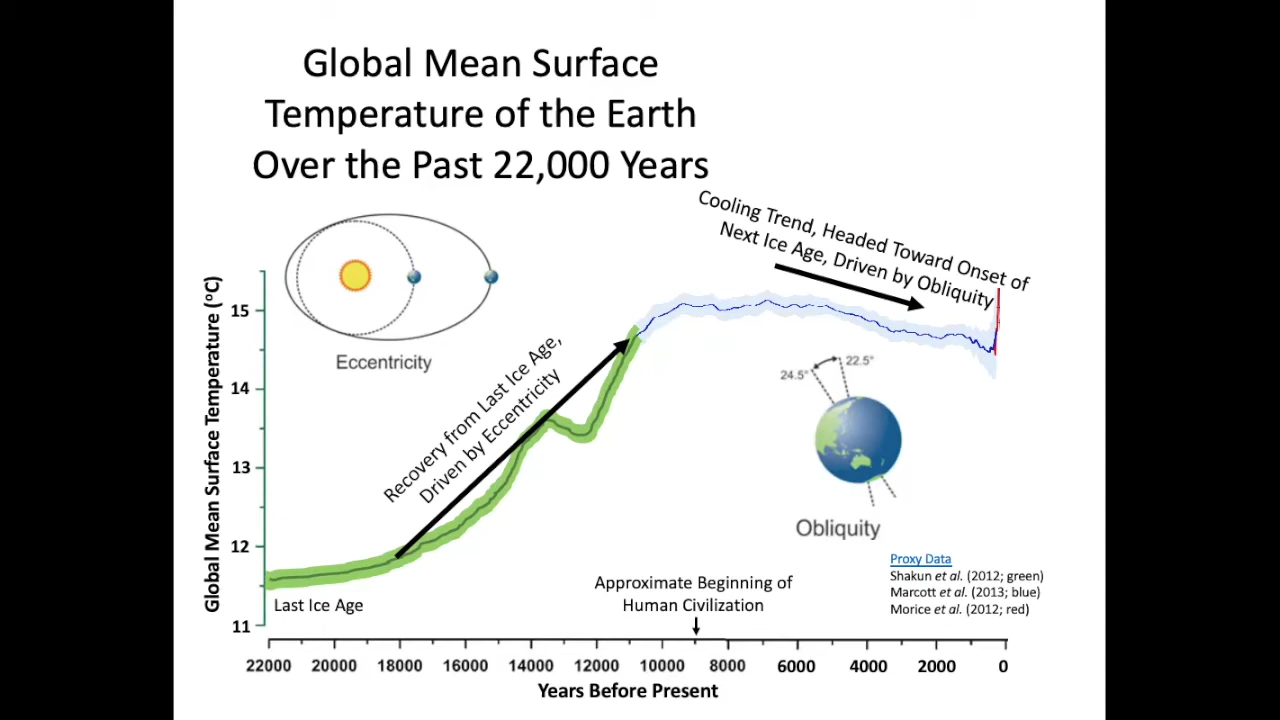 Global Mean Surface
Temperature of the Earth
Over the Past 22,000 Years
Cooling Trend, Headed Toward Onset of
Next Ice Age, Driven by Obliquity
Eccentricity
Recovery from Last Ice Age,
Driven by Eccentricity
24.5°
22.5°
Obliquity
Global Mean Surface Temperature (°C)
15
14
13
12
11
Last Ice Age
Approximate Beginning of
Human Civilization
Proxy Data
Shakun et al. (2012; green)
Marcott et al. (2013; blue)
Morice et al. (2012; red)
22000 20000 18000 16000 14000 12000 10000 8000 6000 4000 2000 0
Years Before Present